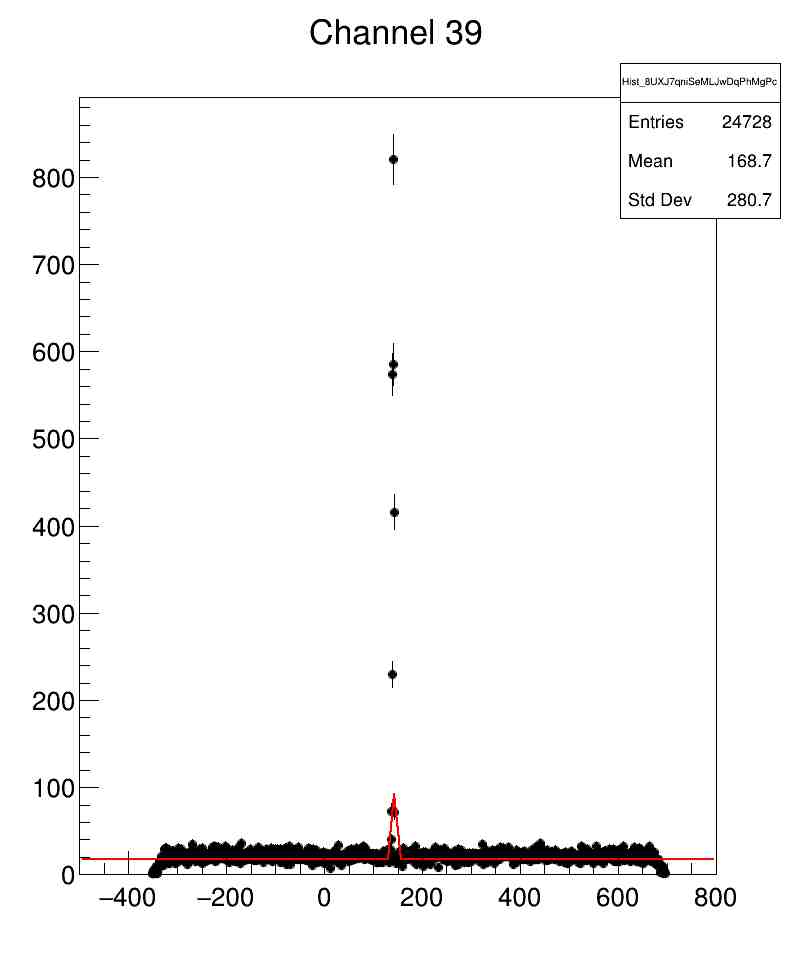 Channel 39
Hist_8UXJ7qniSeMLJwDqPhMgPc
Entries 24728
Mean 168.7
Std Dev 280.7
800
700
600
500
400
300
200
100
0
−400 −200 0 200 400 600 800